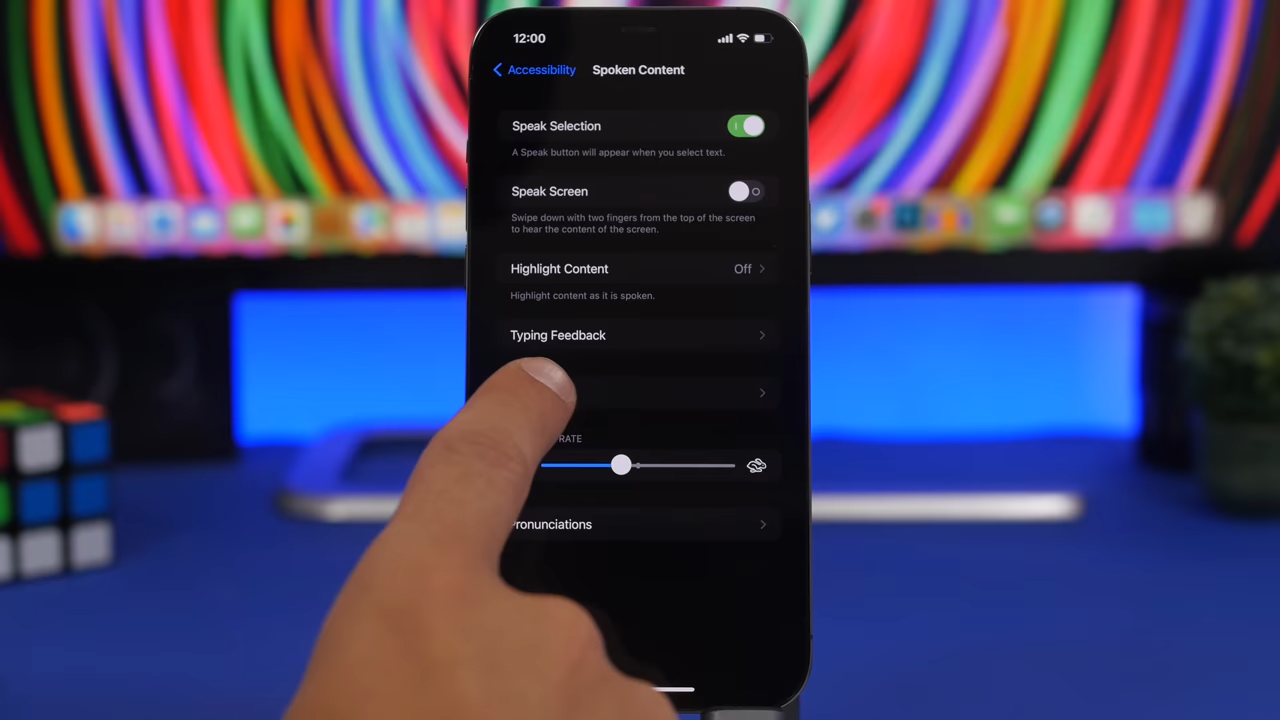 12:00
Accessibility
Spoken Content
Speak Selection
A Speak button will appear when you select text.
Speak Screen
Swipe down with two fingers from the top of the screen
to hear the content of the screen.
Highlight Content
Off
Highlight content as it is spoken.
Typing Feedback
RATE
ronunciations